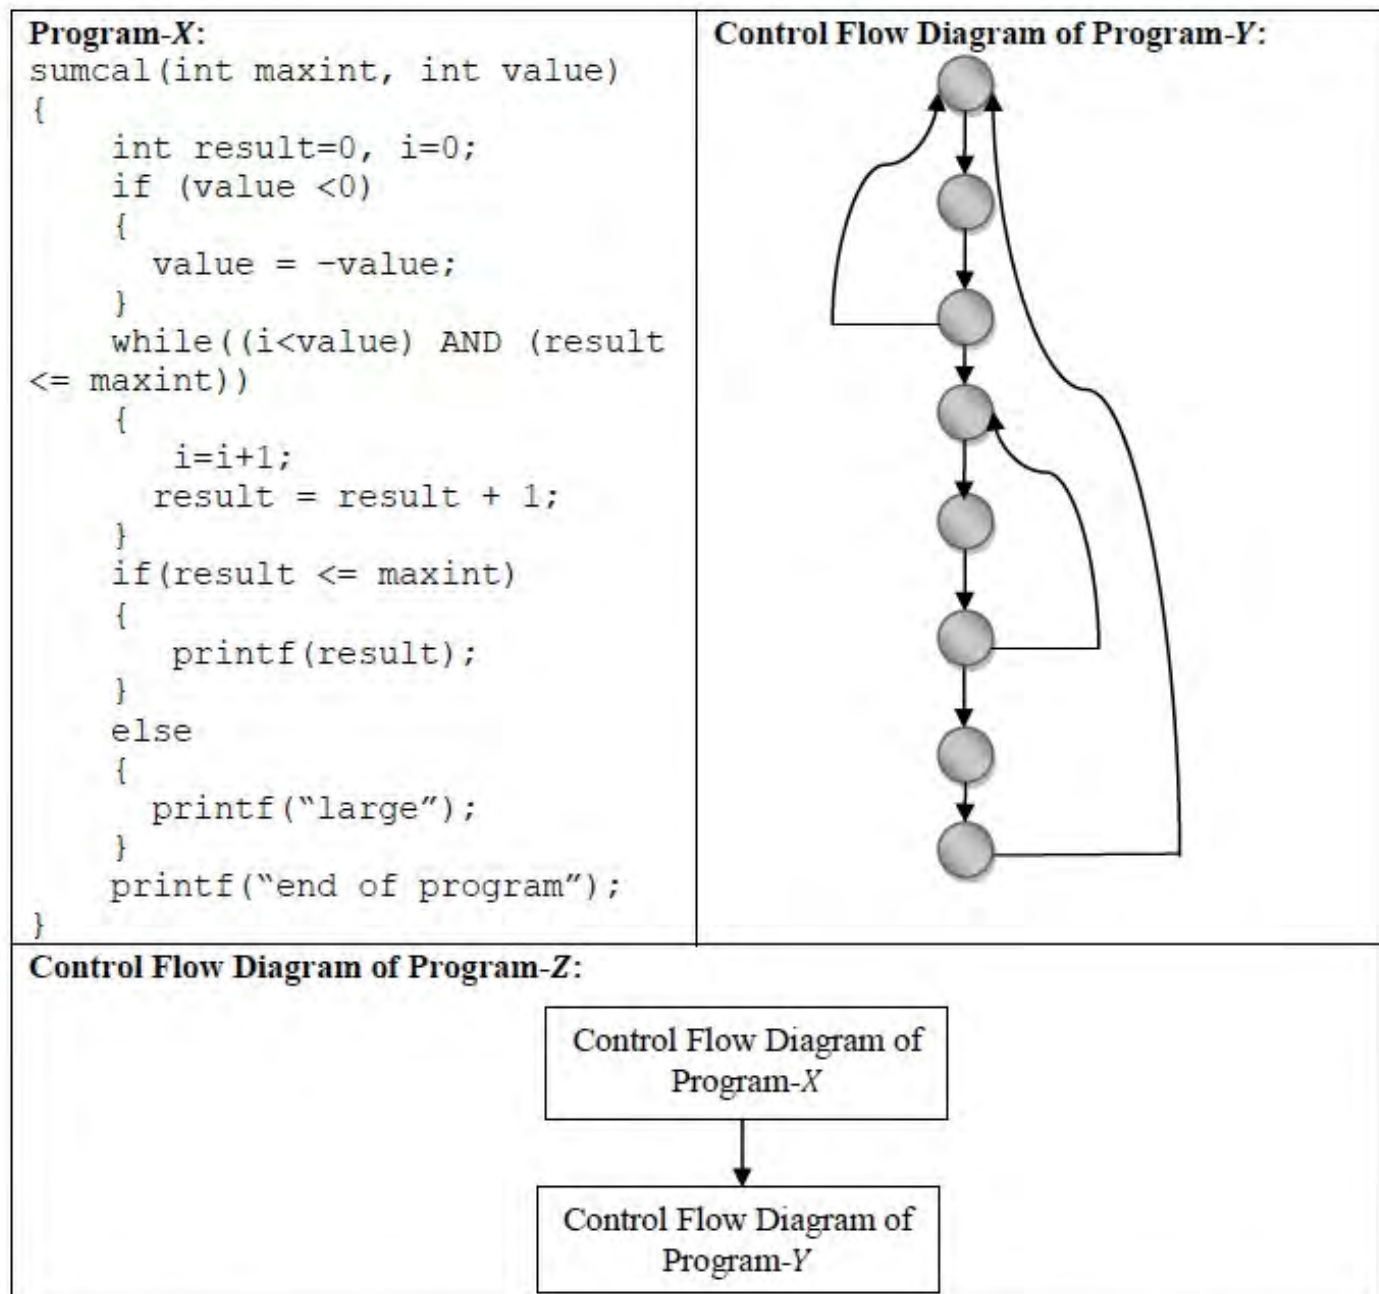 Program-X:
sumcal(int maxint, int value)
{
int result=0, i=0;
if (value <0)
{
value = -value;
}
while((i<value) AND (result
<= maxint))
{
i=i+1;
result = result + 1;
}
if(result <= maxint)
{
printf(result);
}
else
{
printf(“large”);
}
printf(“end of program”);
}
Control Flow Diagram of Program-Y:
Control Flow Diagram of Program-Z:
Control Flow Diagram of
Program-X
Control Flow Diagram of
Program-Y